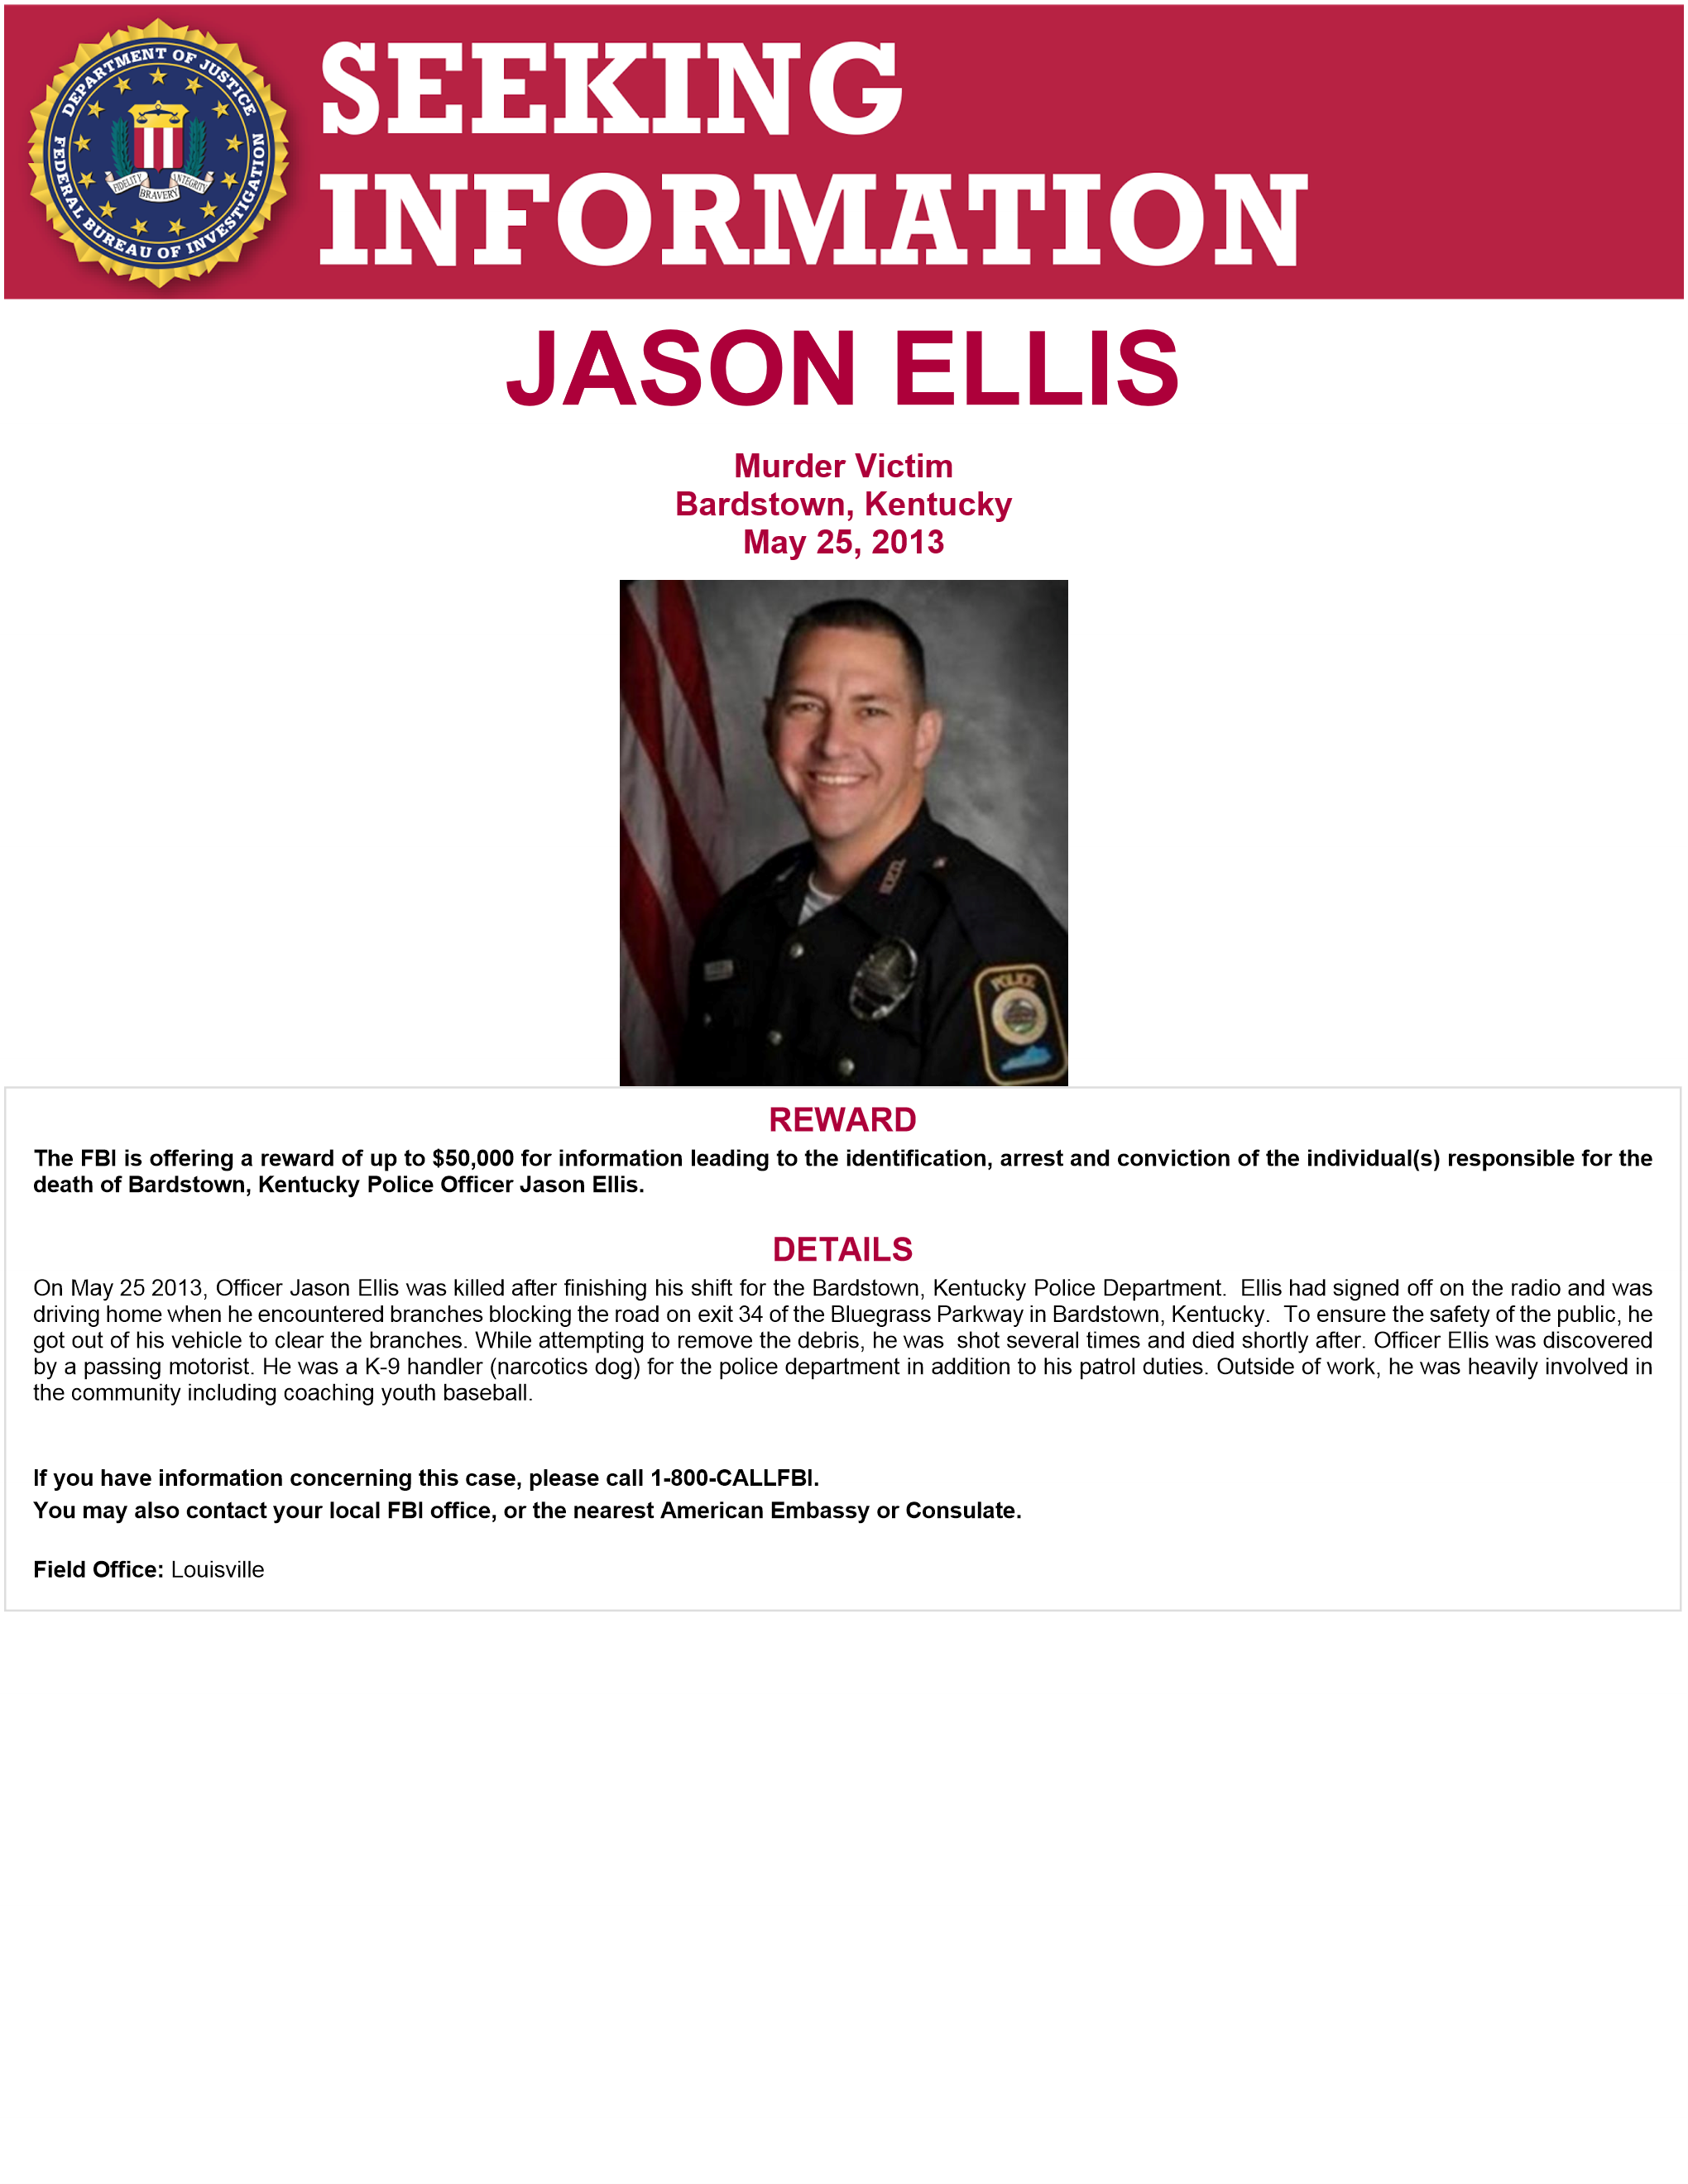 DEPARTMENT OF JUSTICE
FEDERAL BUREAU OF INVESTIGATION
FIDELITY BRAVERY INTEGRITY
SEEKING
INFORMATION
JASON ELLIS
Murder Victim
Bardstown, Kentucky
May 25, 2013
POLICE
REWARD
The FBI is offering a reward of up to $50,000 for information leading to the identification, arrest and conviction of the individual(s) responsible for the
death of Bardstown, Kentucky Police Officer Jason Ellis.
DETAILS
On May 25 2013, Officer Jason Ellis was killed after finishing his shift for the Bardstown, Kentucky Police Department.  Ellis had signed off on the radio and was
driving home when he encountered branches blocking the road on exit 34 of the Bluegrass Parkway in Bardstown, Kentucky.  To ensure the safety of the public, he
got out of his vehicle to clear the branches. While attempting to remove the debris, he was  shot several times and died shortly after. Officer Ellis was discovered
by a passing motorist. He was a K-9 handler (narcotics dog) for the police department in addition to his patrol duties. Outside of work, he was heavily involved in
the community including coaching youth baseball.
If you have information concerning this case, please call 1-800-CALLFBI.
You may also contact your local FBI office, or the nearest American Embassy or Consulate.
Field Office: Louisville